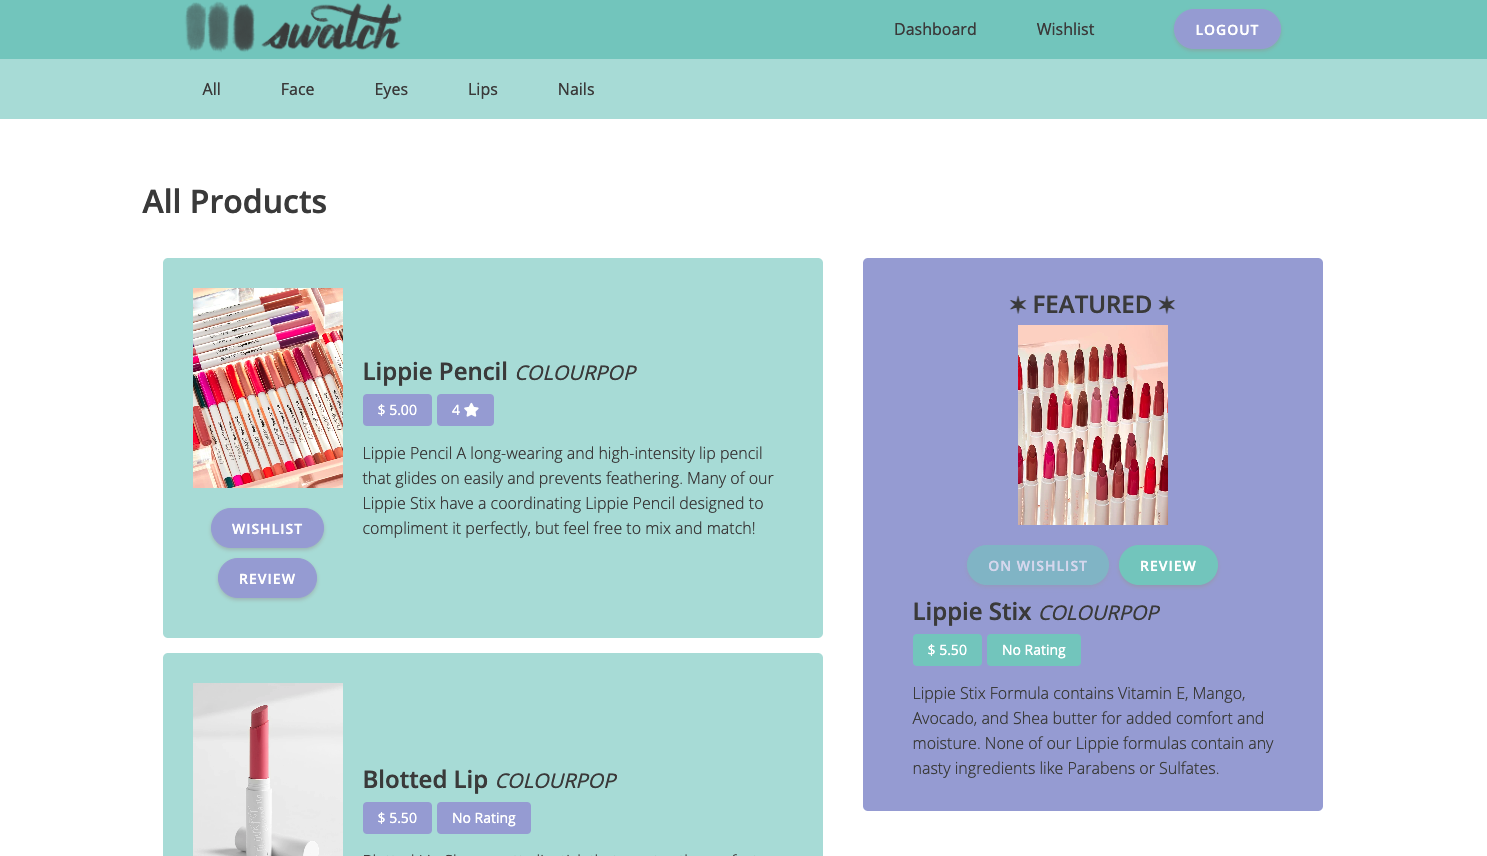 swatch
Dashboard
Wishlist
LOGOUT
All
Face
Eyes
Lips
Nails
All Products
Lippie Pencil COLOURPOP
$ 5.00
4 ★
Lippie Pencil A long-wearing and high-intensity lip pencil
that glides on easily and prevents feathering. Many of our
Lippie Stix have a coordinating Lippie Pencil designed to
compliment it perfectly, but feel free to mix and match!
WISHLIST
REVIEW
Blotted Lip COLOURPOP
$ 5.50
No Rating
✶ FEATURED ✶
ON WISHLIST
REVIEW
Lippie Stix COLOURPOP
$ 5.50
No Rating
Lippie Stix Formula contains Vitamin E, Mango,
Avocado, and Shea butter for added comfort and
moisture. None of our Lippie formulas contain any
nasty ingredients like Parabens or Sulfates.